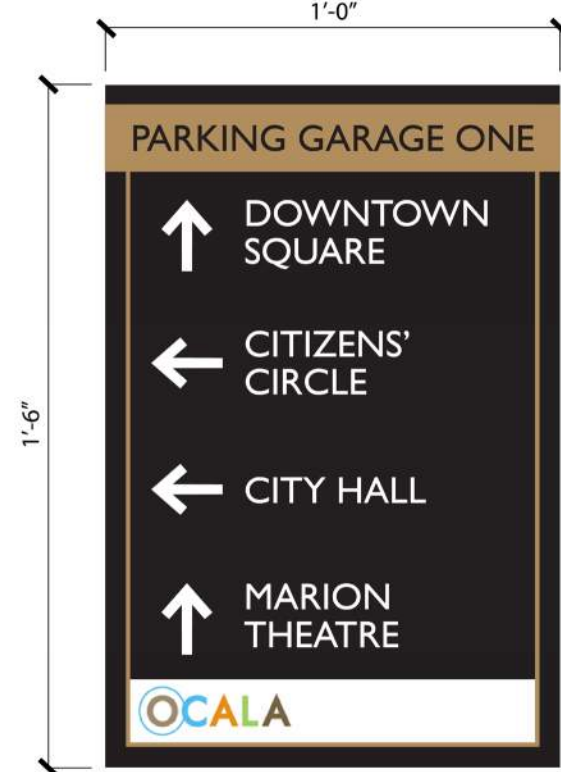 1'-0"
1'-6"
PARKING GARAGE ONE
DOWNTOWN
SQUARE
CITIZENS’
CIRCLE
CITY HALL
MARION
THEATRE
OCALA